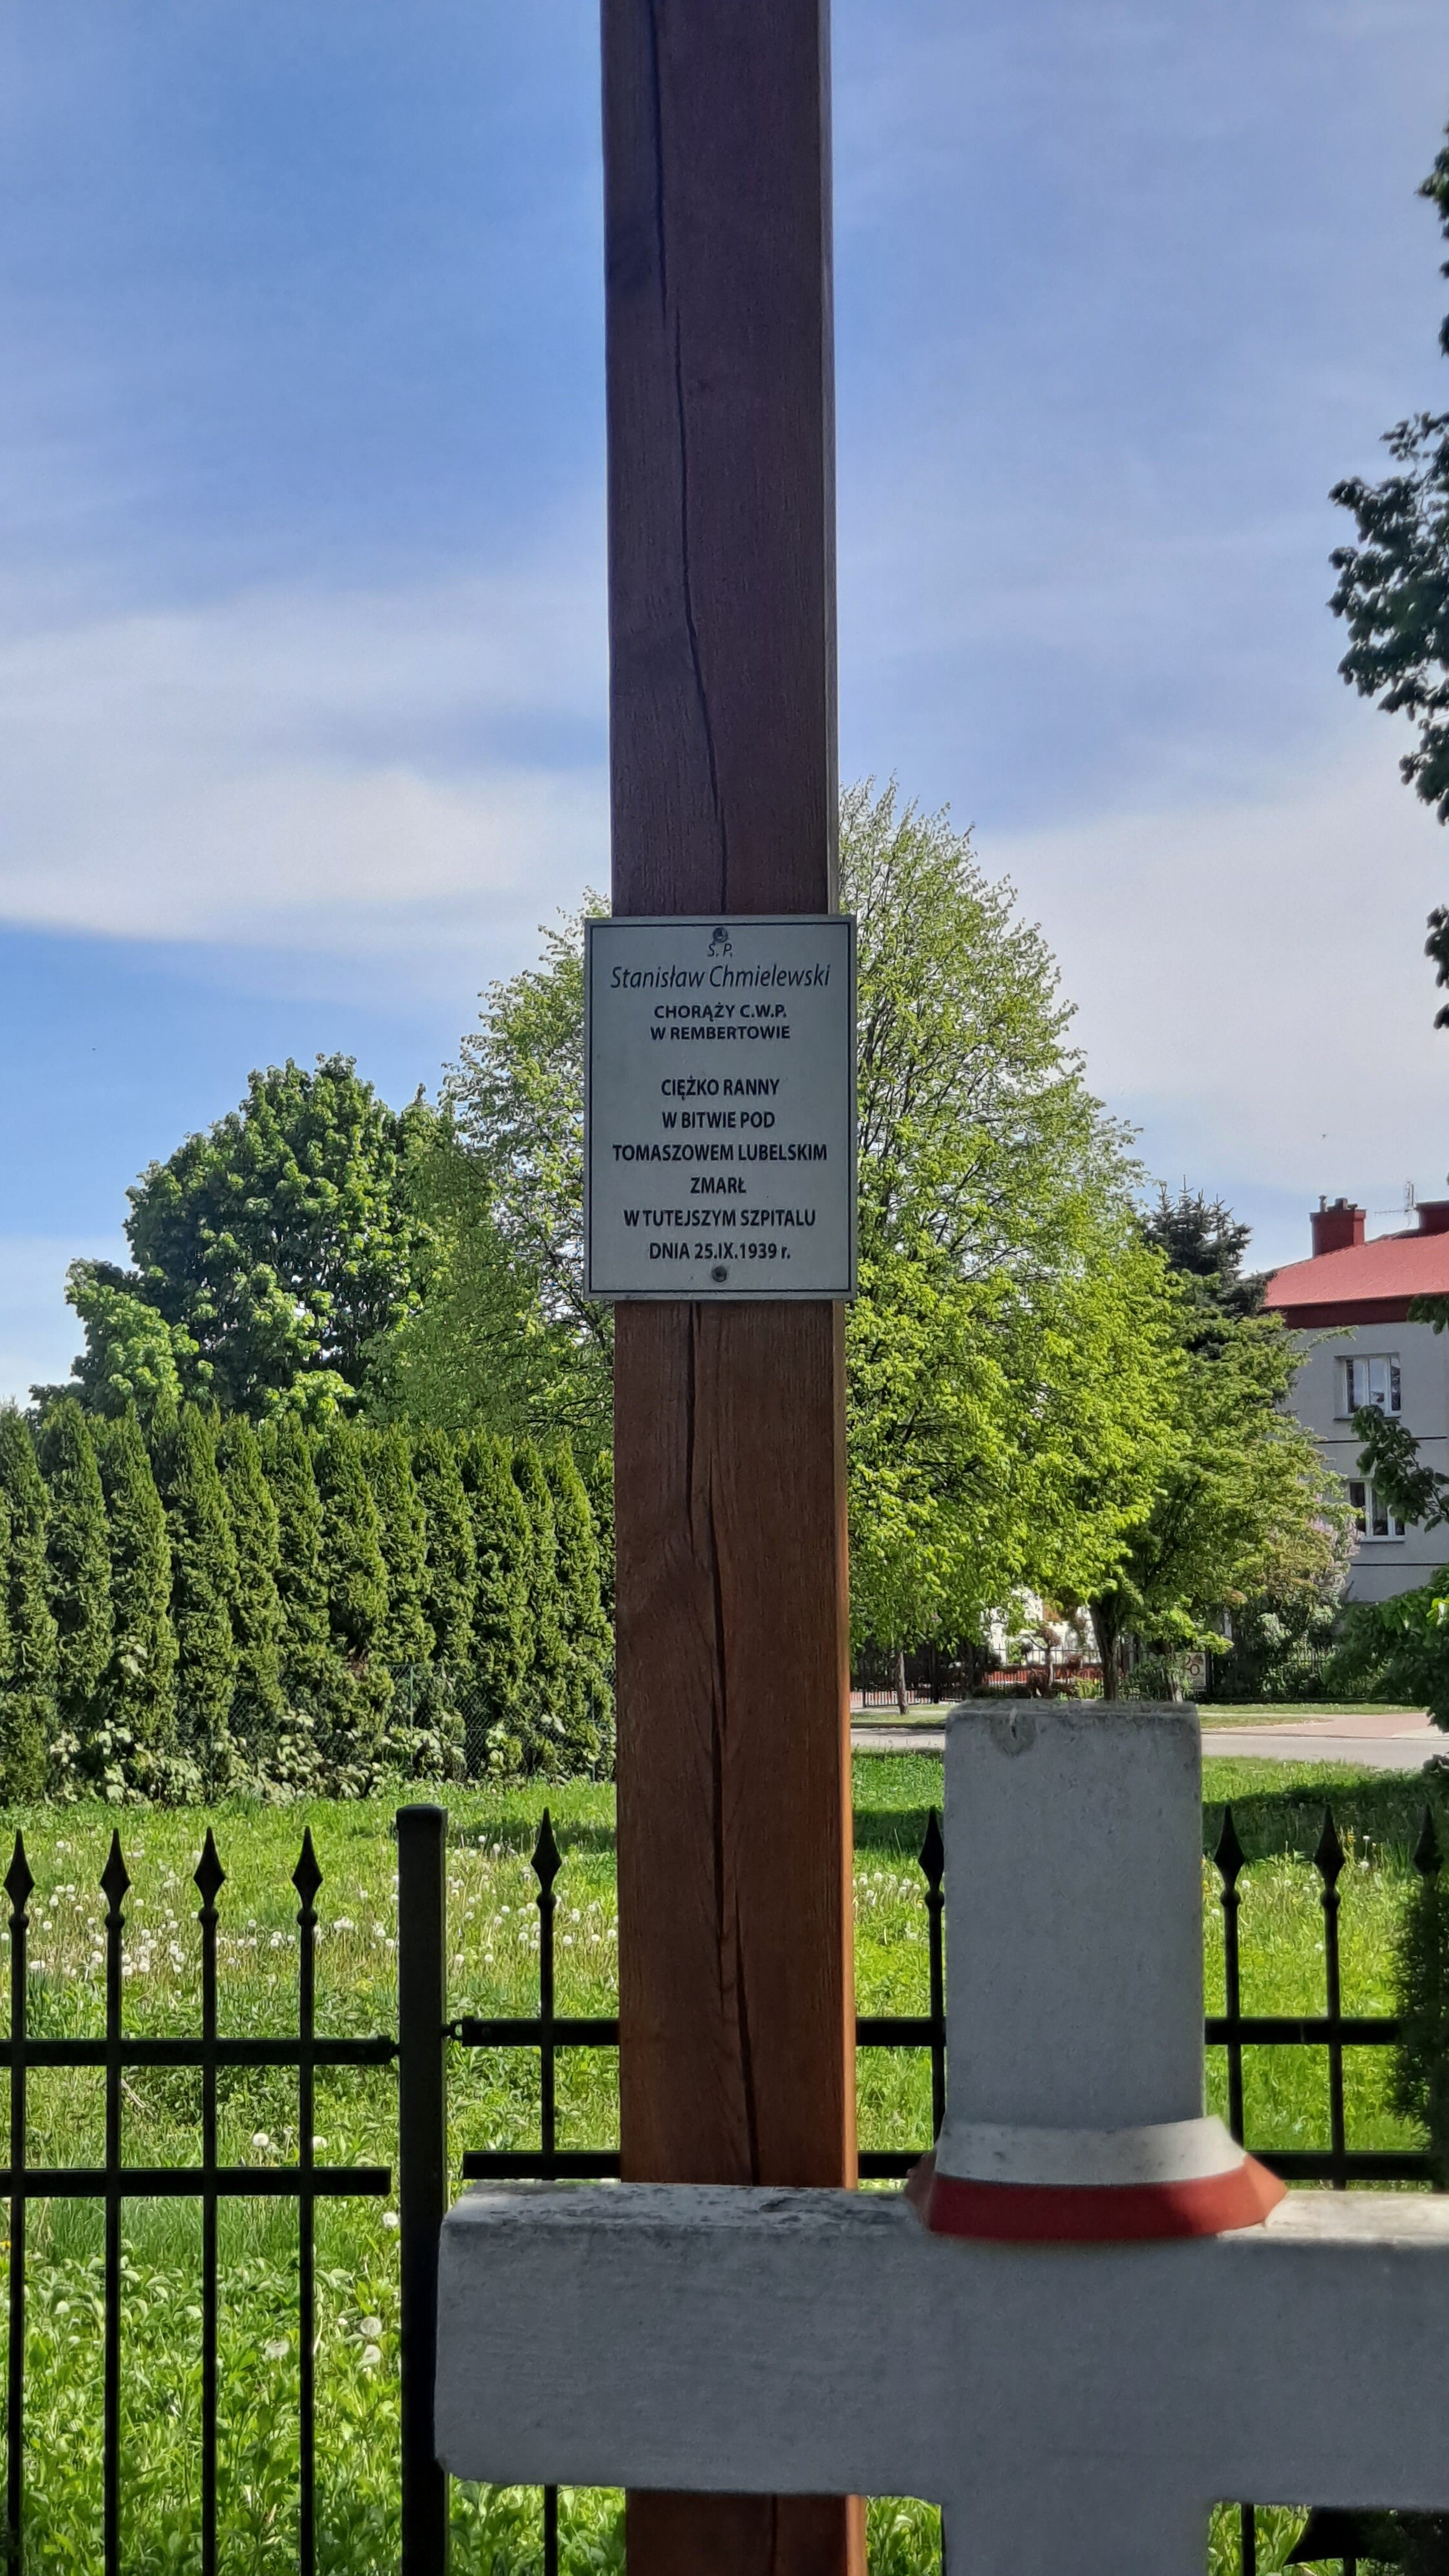 Ś. P.
Stanisław Chmielewski
CHORĄŻY C.W.P.
W REMBERTOWIE
CIĘŻKO RANNY
W BITWIE POD
TOMASZOWEM LUBELSKIM
ZMARŁ
W TUTEJSZYM SZPITALU
DNIA 25.IX.1939 r.